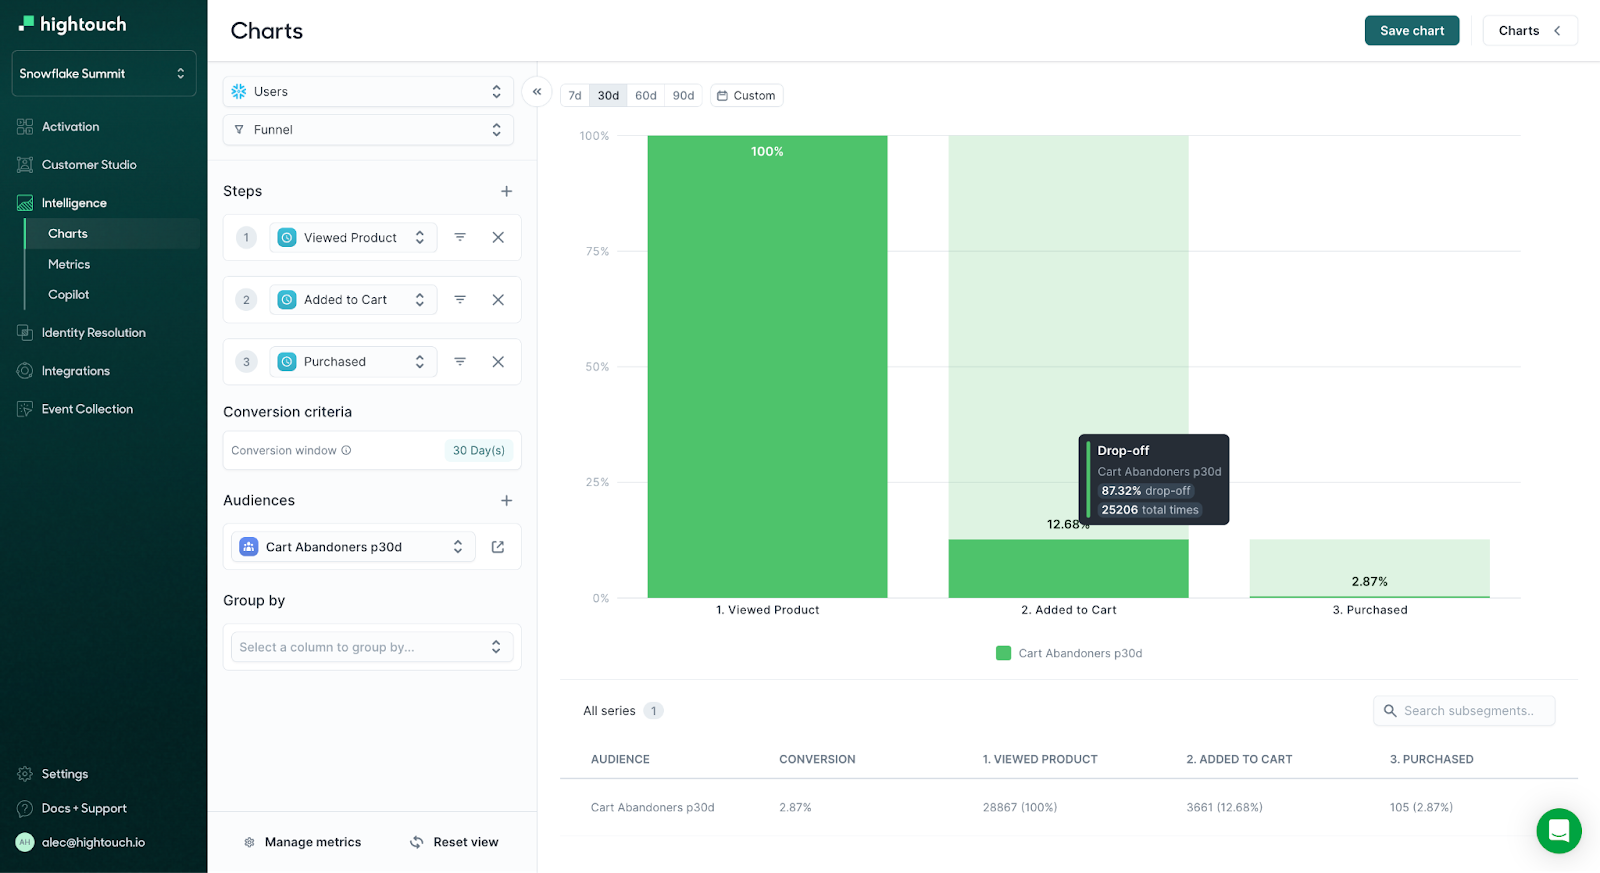 hightouch
Snowflake Summit
Activation
Customer Studio
Intelligence
Charts
Metrics
Copilot
Identity Resolution
Integrations
Event Collection
Settings
Docs + Support
AH
alec@hightouch.io
Charts
Save chart
Charts
Users
Funnel
Steps
1 Viewed Product
2 Added to Cart
3 Purchased
Conversion criteria
Conversion window 30 Day(s)
Audiences
Cart Abandoners p30d
Group by
Select a column to group by...
Manage metrics Reset view
7d 30d 60d 90d Custom
100%
75%
50%
25%
0%
100%
12.68%
2.87%
Drop-off
Cart Abandoners p30d
87.32% drop-off
25206 total times
1. Viewed Product 2. Added to Cart 3. Purchased
Cart Abandoners p30d
All series 1
Search subsegments..
AUDIENCE CONVERSION 1. VIEWED PRODUCT 2. ADDED TO CART 3. PURCHASED
Cart Abandoners p30d 2.87% 28867 (100%) 3661 (12.68%) 105 (2.87%)